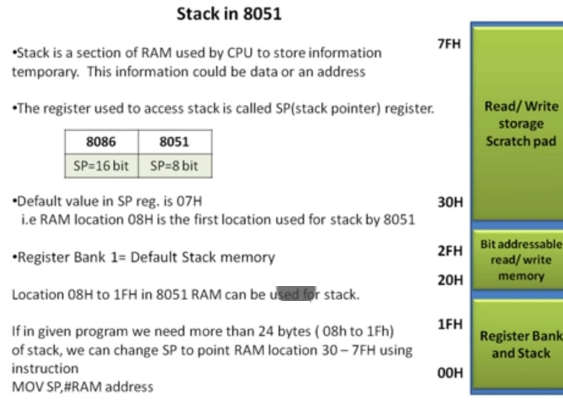 Stack in 8051
•Stack is a section of RAM used by CPU to store information
temporary. This information could be data or an address
•The register used to access stack is called SP(stack pointer) register.
8086 8051
SP=16 bit SP=8 bit
•Default value in SP reg. is 07H
i.e RAM location 08H is the first location used for stack by 8051
•Register Bank 1= Default Stack memory
Location 08H to 1FH in 8051 RAM can be used for stack.
If in given program we need more than 24 bytes ( 08h to 1Fh)
of stack, we can change SP to point RAM location 30 – 7FH using
instruction
MOV SP,#RAM address
7FH
Read/ Write
storage
Scratch pad
30H
2FH
Bit addressable
read/ write
memory
20H
1FH
Register Bank
and Stack
00H